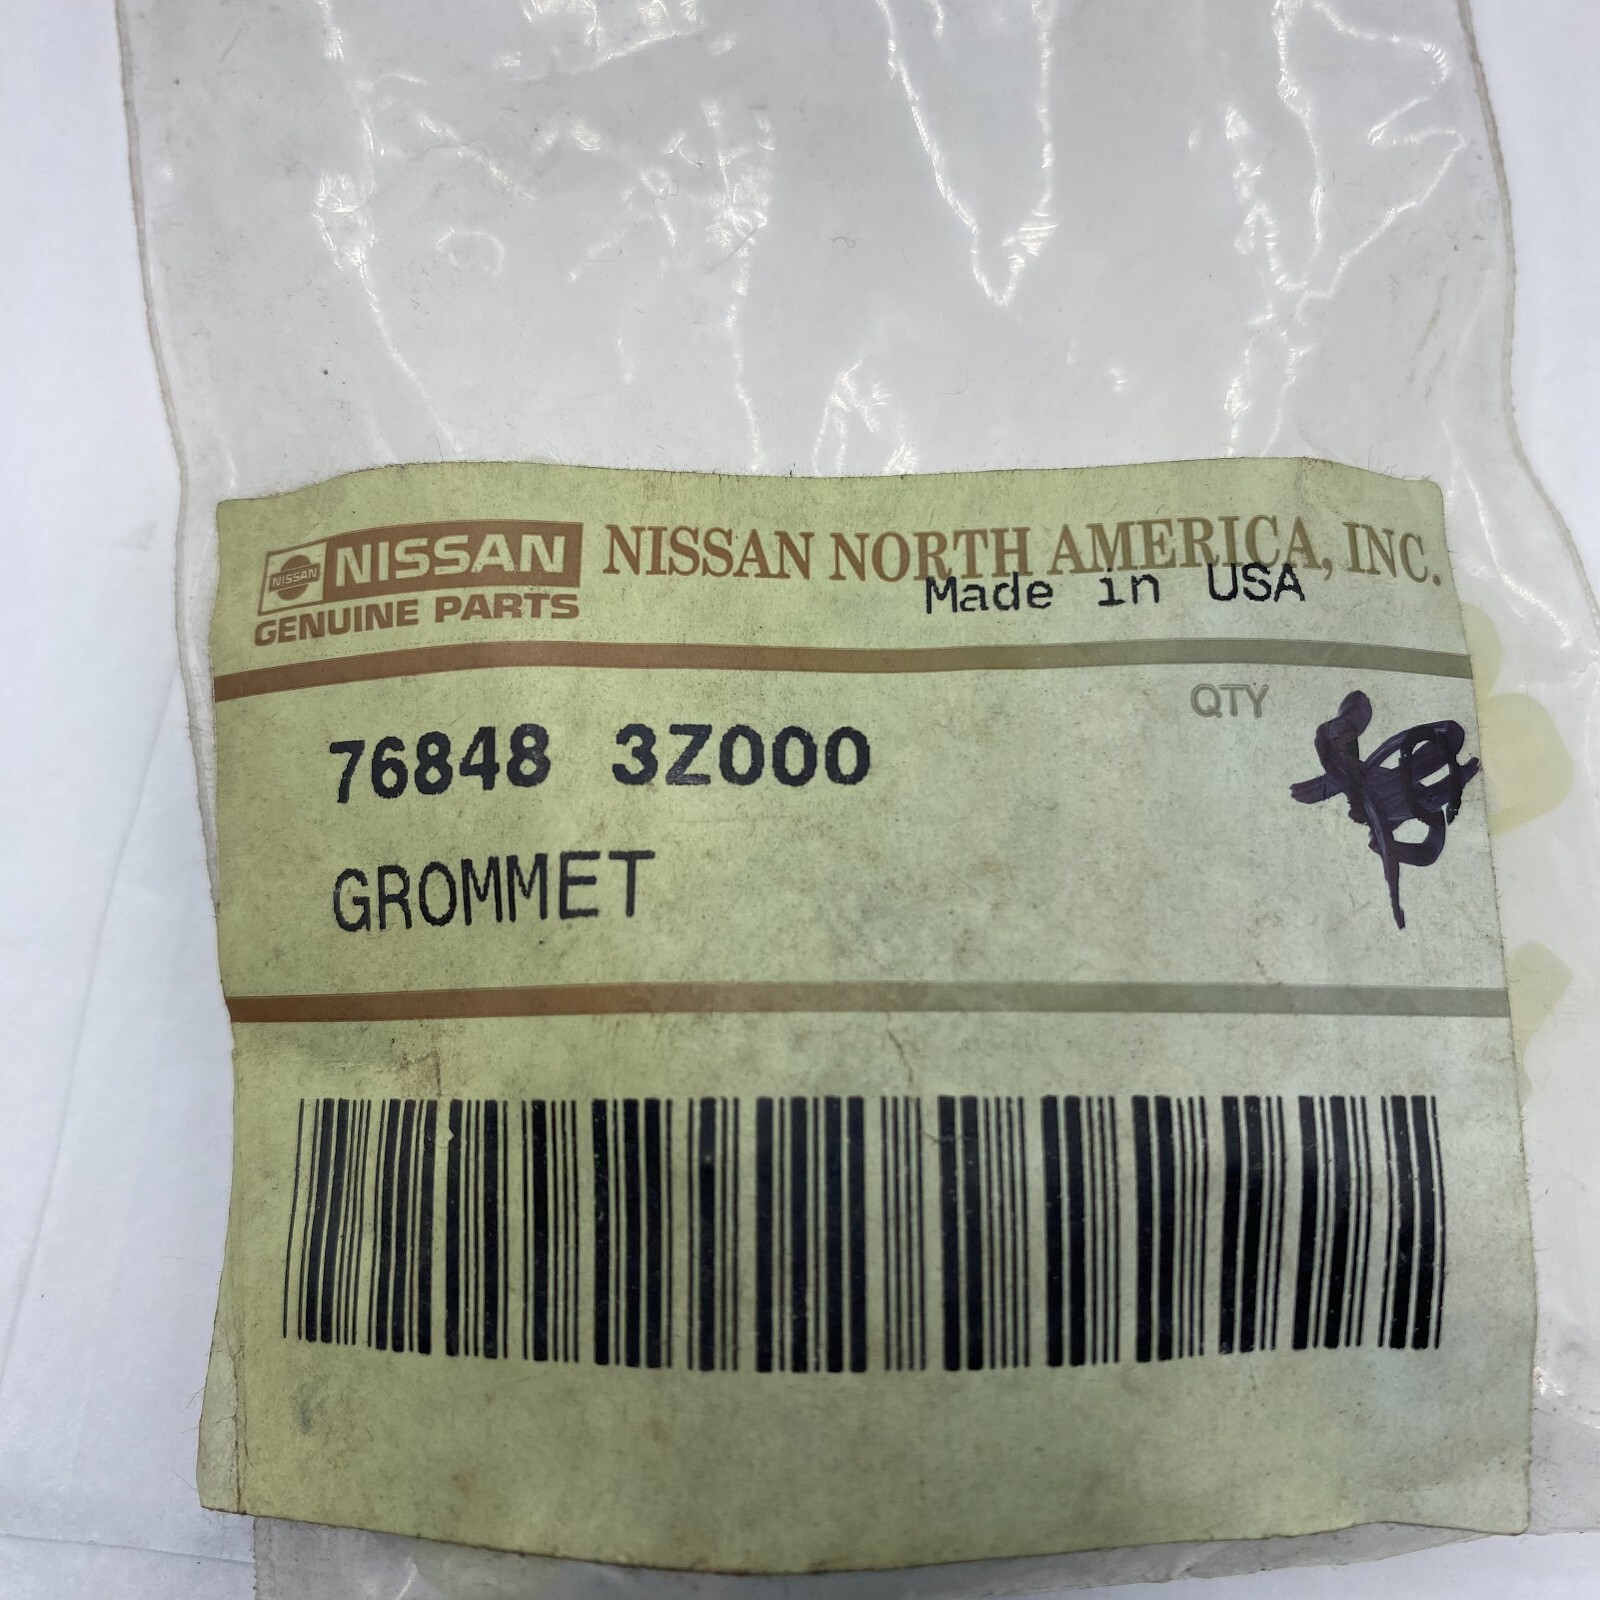 NISSAN NISSAN NISSAN NORTH AMERICA, INC.
GENUINE PARTS Made in USA
QTY
76848 3Z000
GROMMET